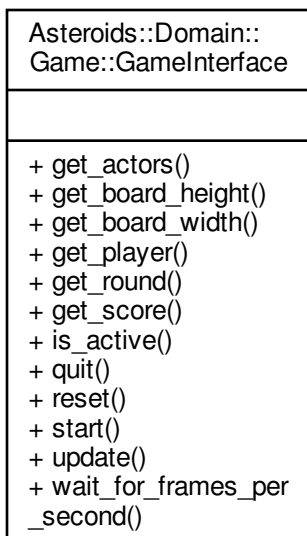 Asteroids::Domain::
Game::GameInterface
+ get_actors()
+ get_board_height()
+ get_board_width()
+ get_player()
+ get_round()
+ get_score()
+ is_active()
+ quit()
+ reset()
+ start()
+ update()
+ wait_for_frames_per
_second()